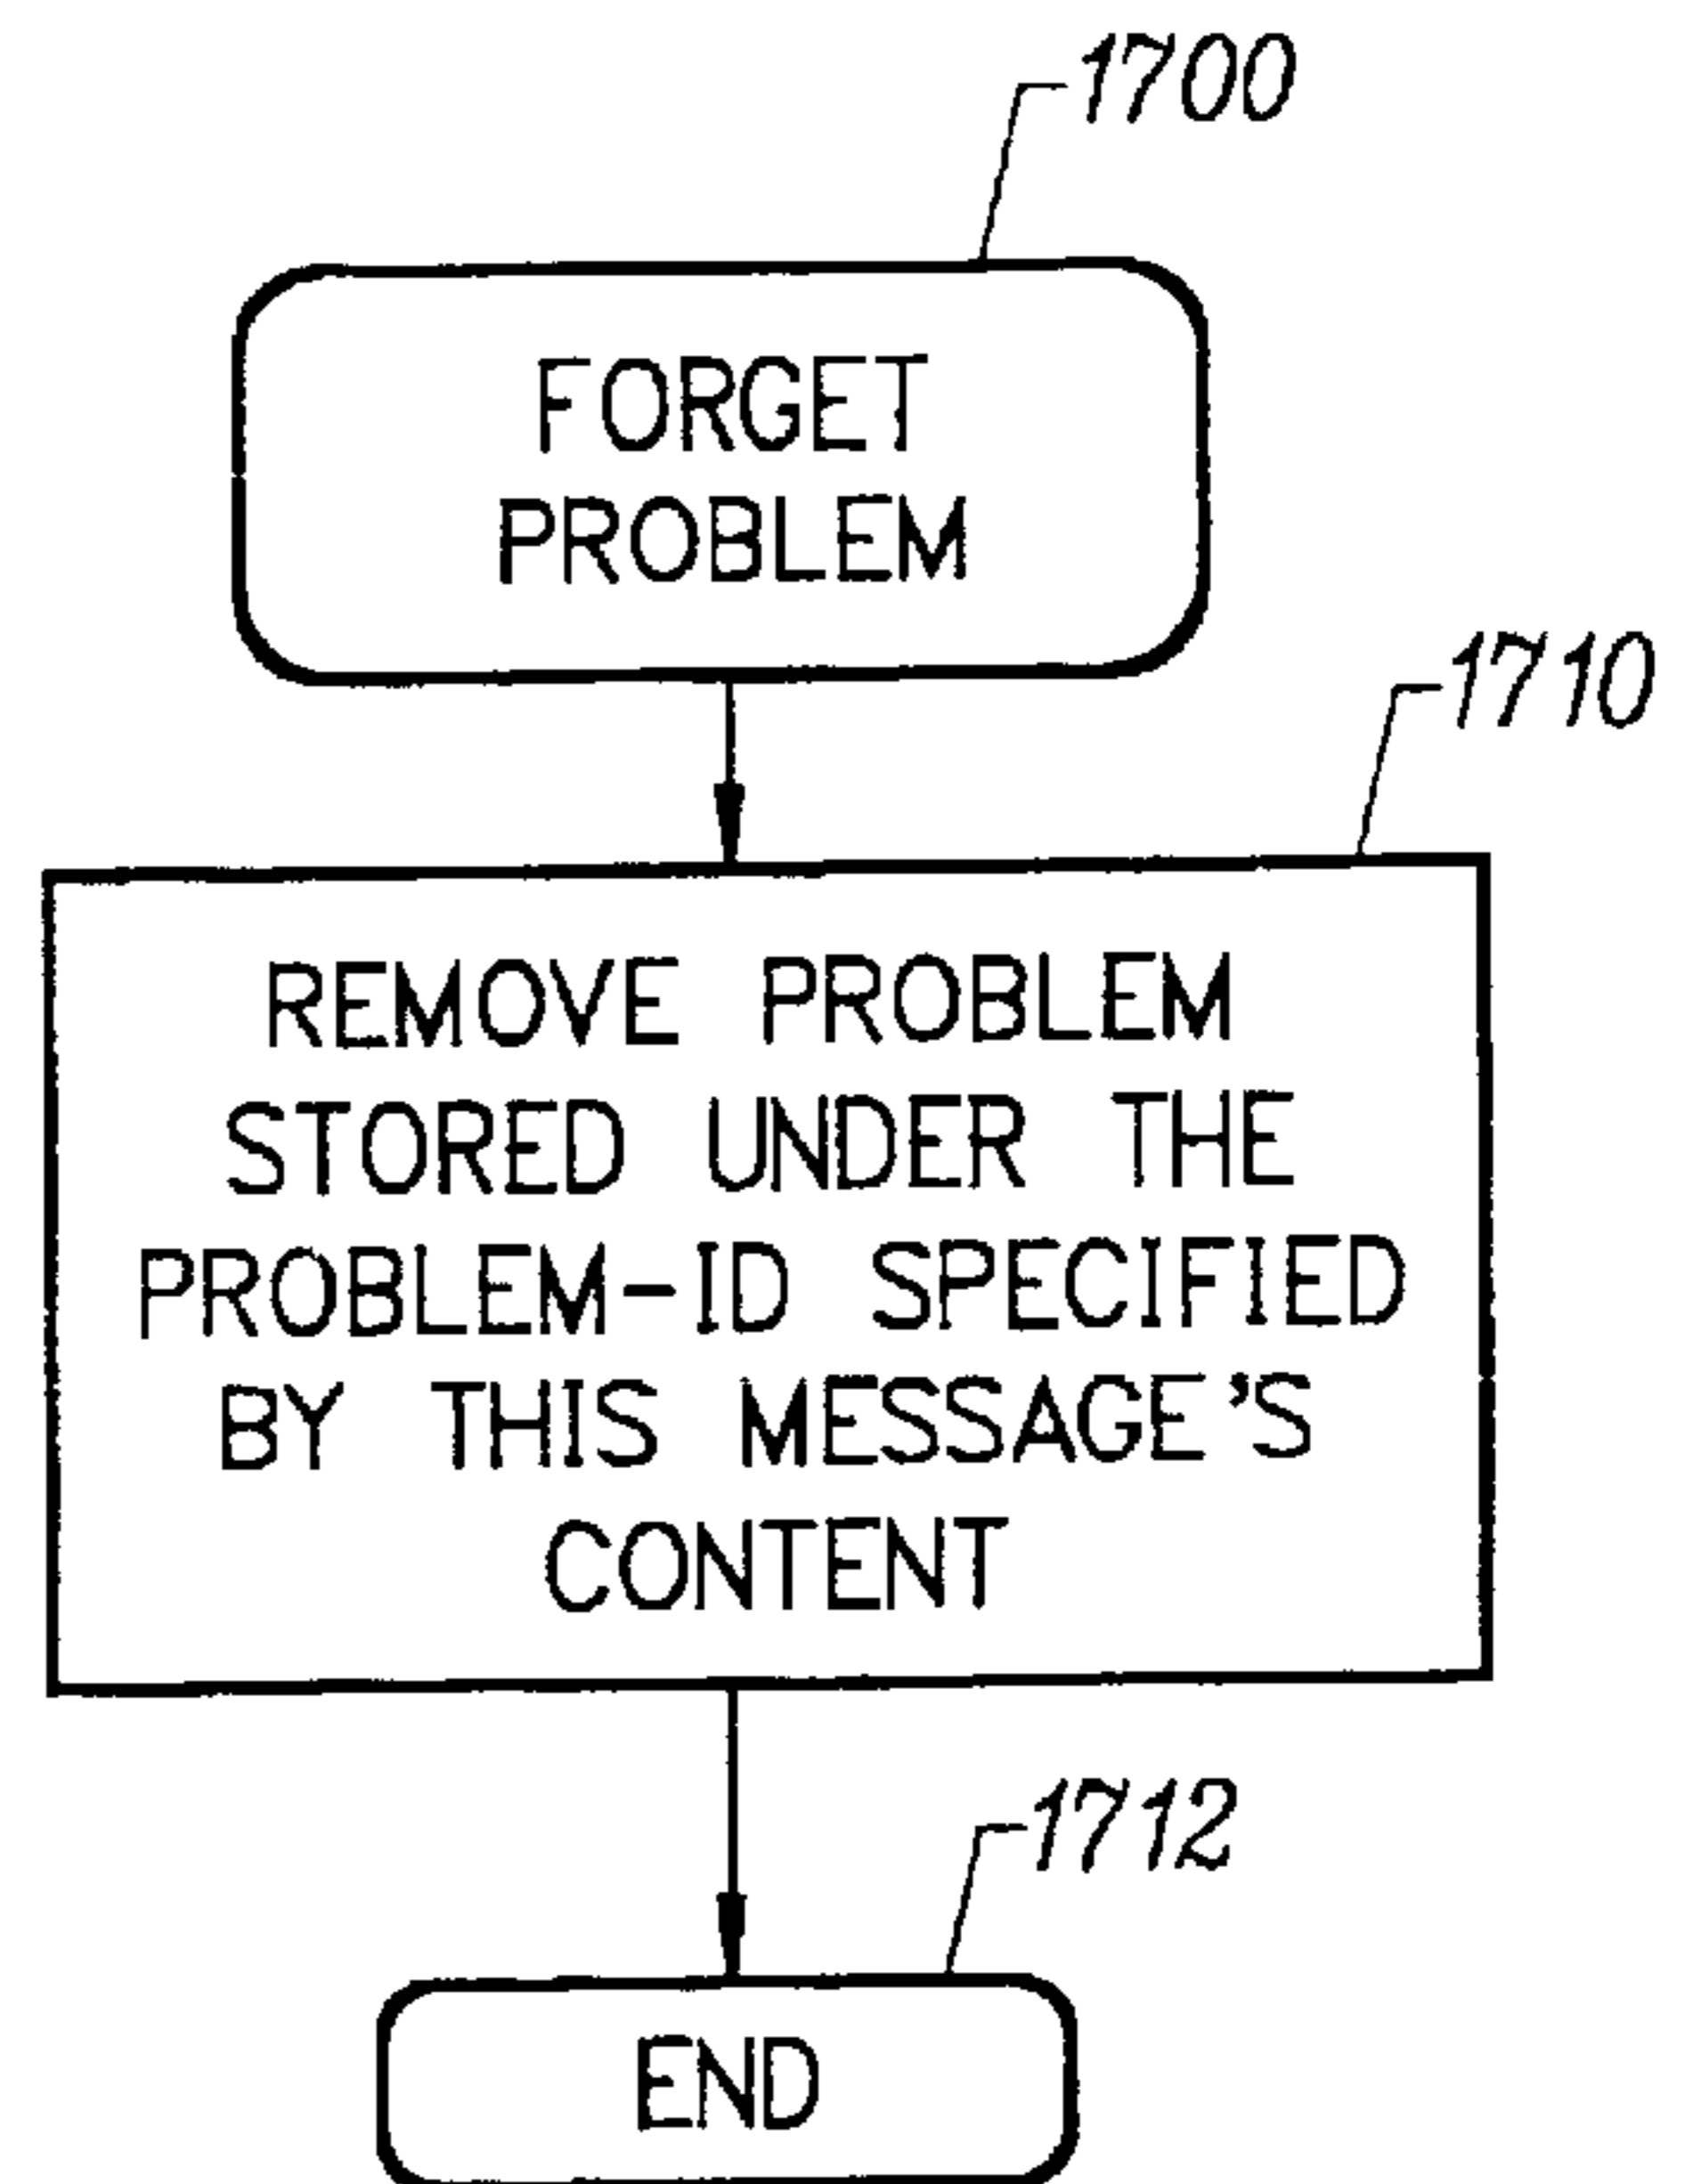 1700
FORGET
PROBLEM
1710
REMOVE PROBLEM
STORED UNDER THE
PROBLEM-ID SPECIFIED
BY THIS MESSAGE'S
CONTENT
1712
END